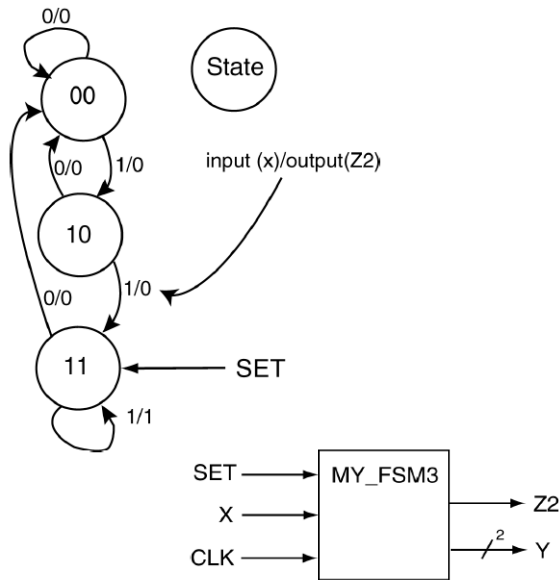 0/0
State
00
0/0
1/0
input (x)/output(Z2)
10
1/0
0/0
11
SET
1/1
SET
MY_FSM3
Z2
X
2
Y
CLK